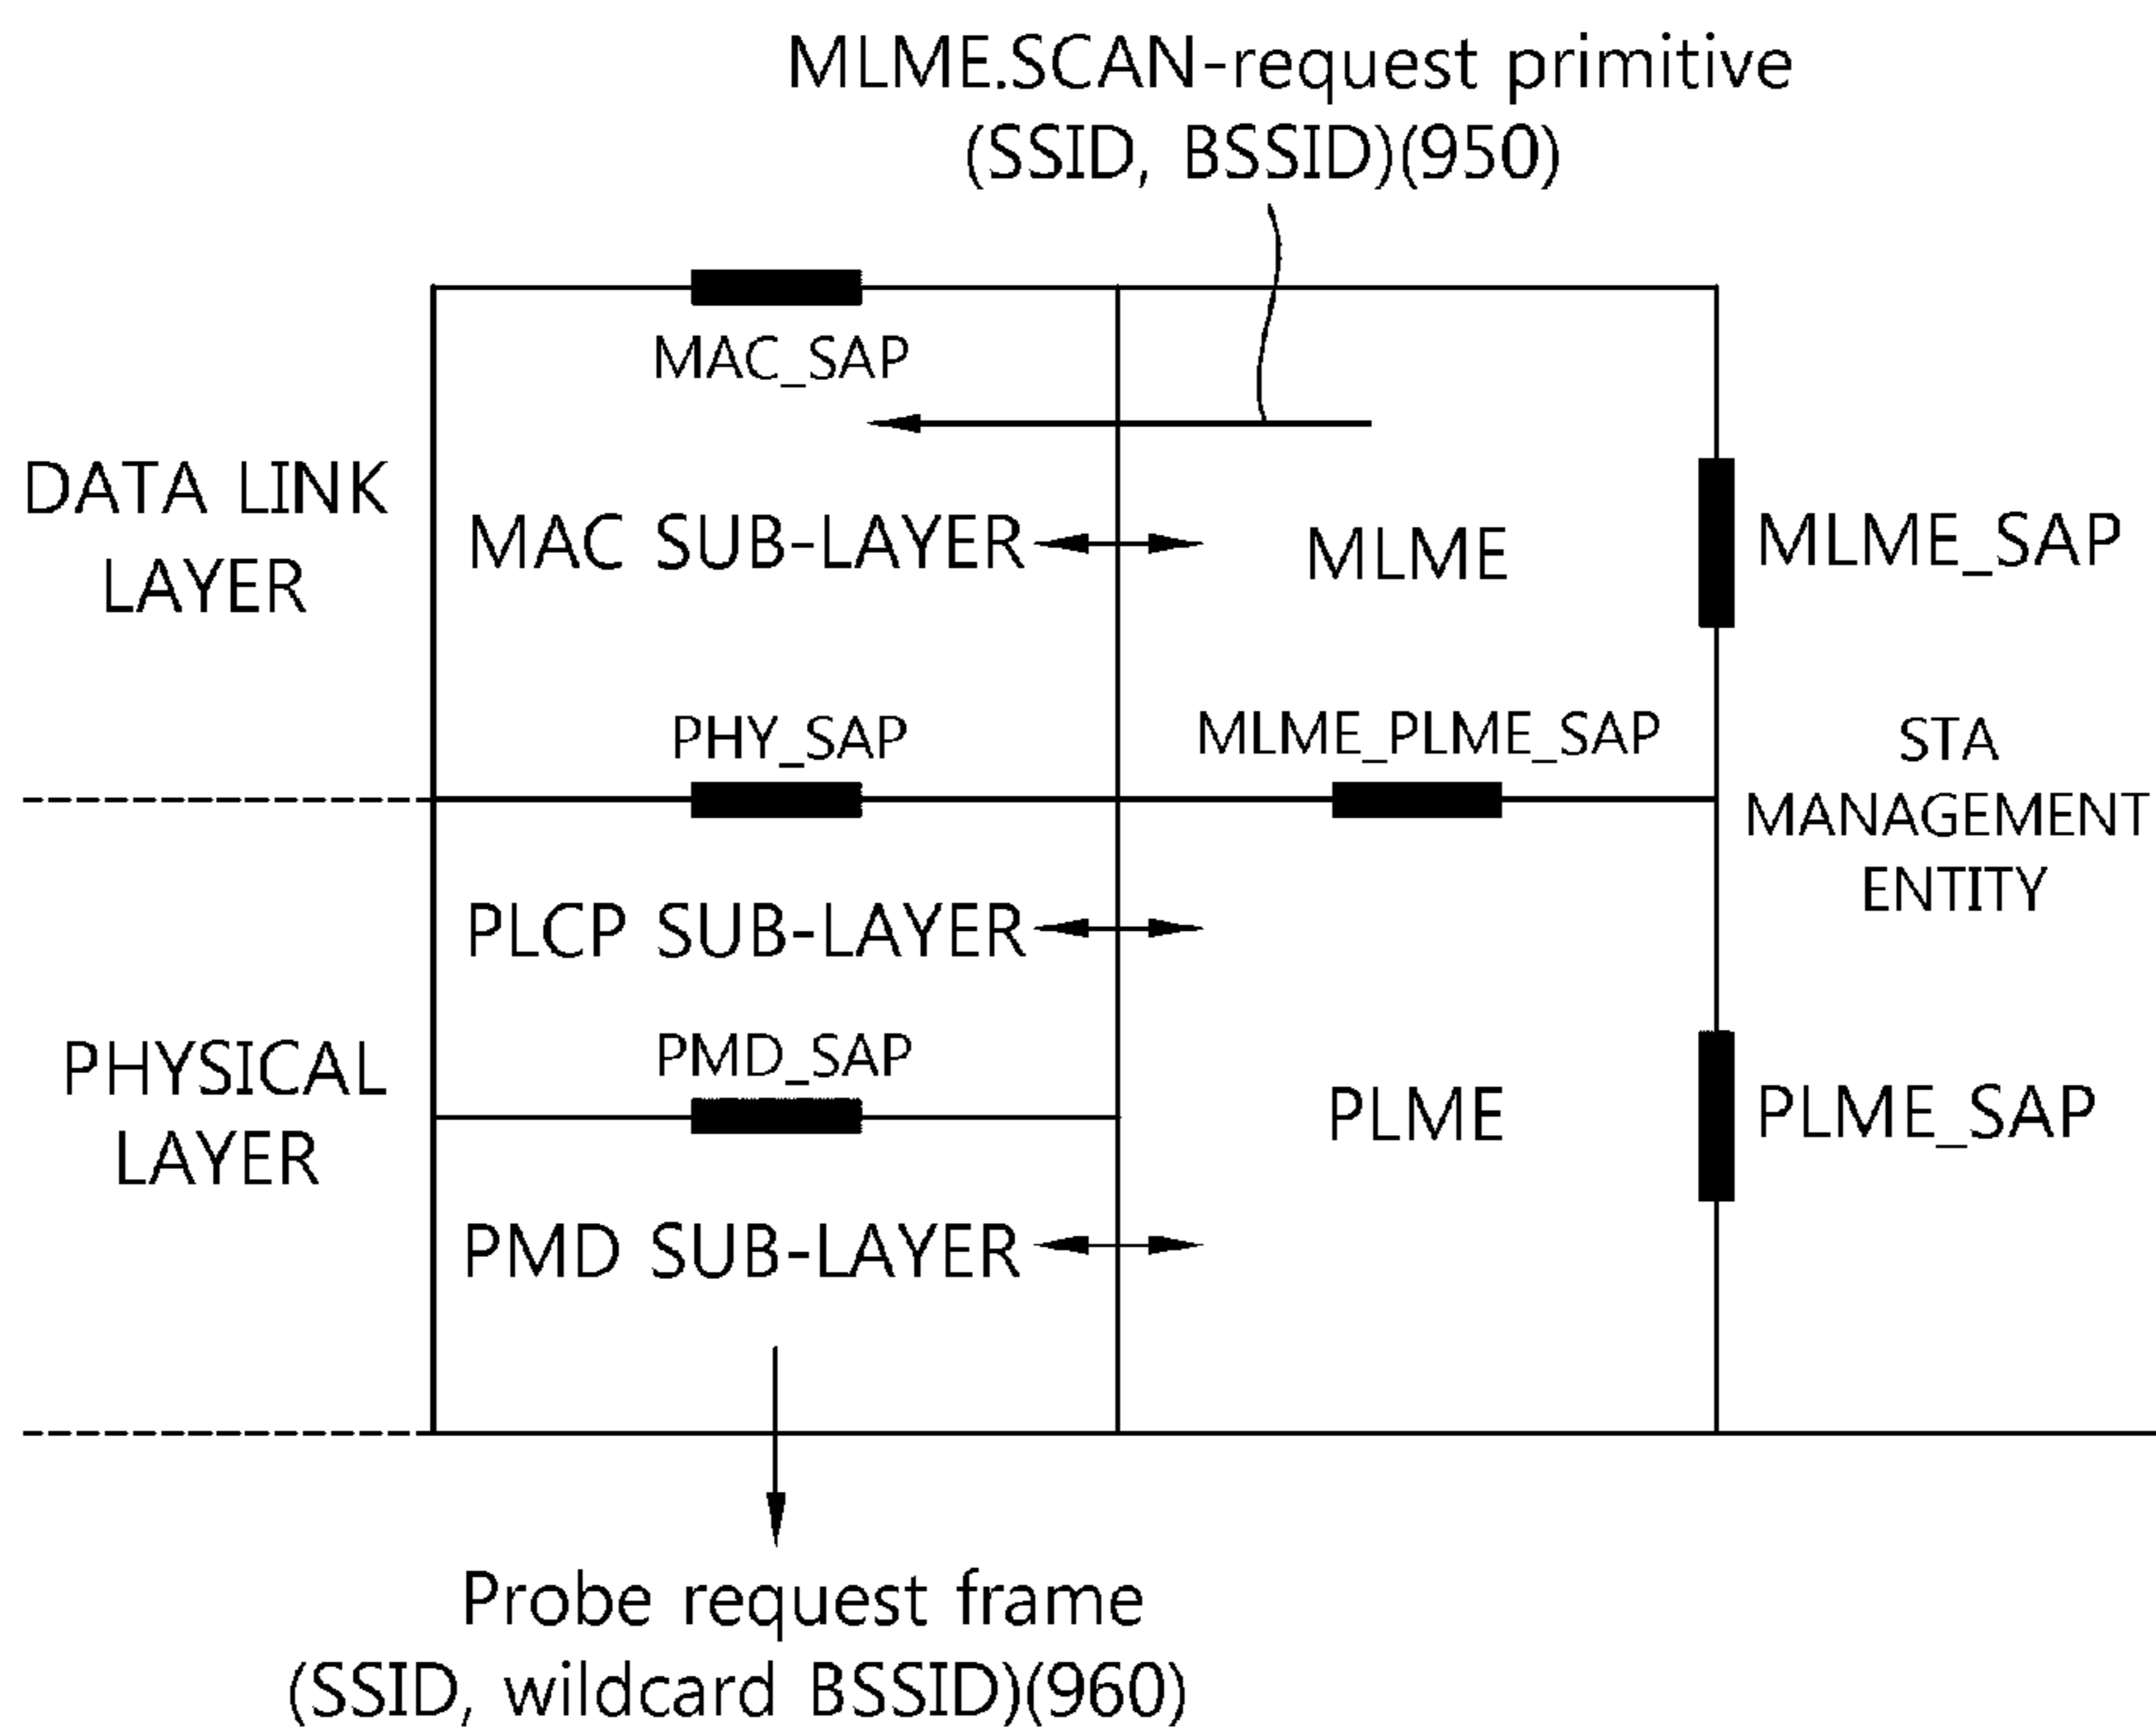 MLME.SCAN-request primitive
(SSID, BSSID)(950)
MAC_SAP
DATA LINK
LAYER
MAC SUB-LAYER
MLME
MLME_SAP
PHY_SAP
MLME_PLME_SAP
STA
MANAGEMENT
ENTITY
PLCP SUB-LAYER
PHYSICAL
LAYER
PMD_SAP
PLME
PLME_SAP
PMD SUB-LAYER
Probe request frame
(SSID, wildcard BSSID)(960)